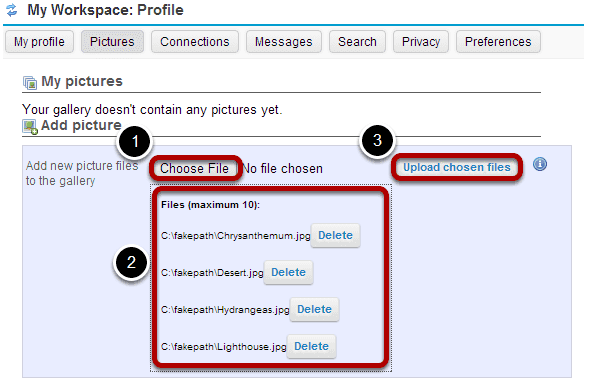 My Workspace: Profile
My profile Pictures Connections Messages Search Privacy Preferences
My pictures
Your gallery doesn't contain any pictures yet.
Add picture
1 3
Add new picture files Choose File No file chosen Upload chosen files i
to the gallery
Files (maximum 10):
C:\fakepath\Chrysanthemum.jpg Delete
2
C:\fakepath\Desert.jpg Delete
C:\fakepath\Hydrangeas.jpg Delete
C:\fakepath\Lighthouse.jpg Delete